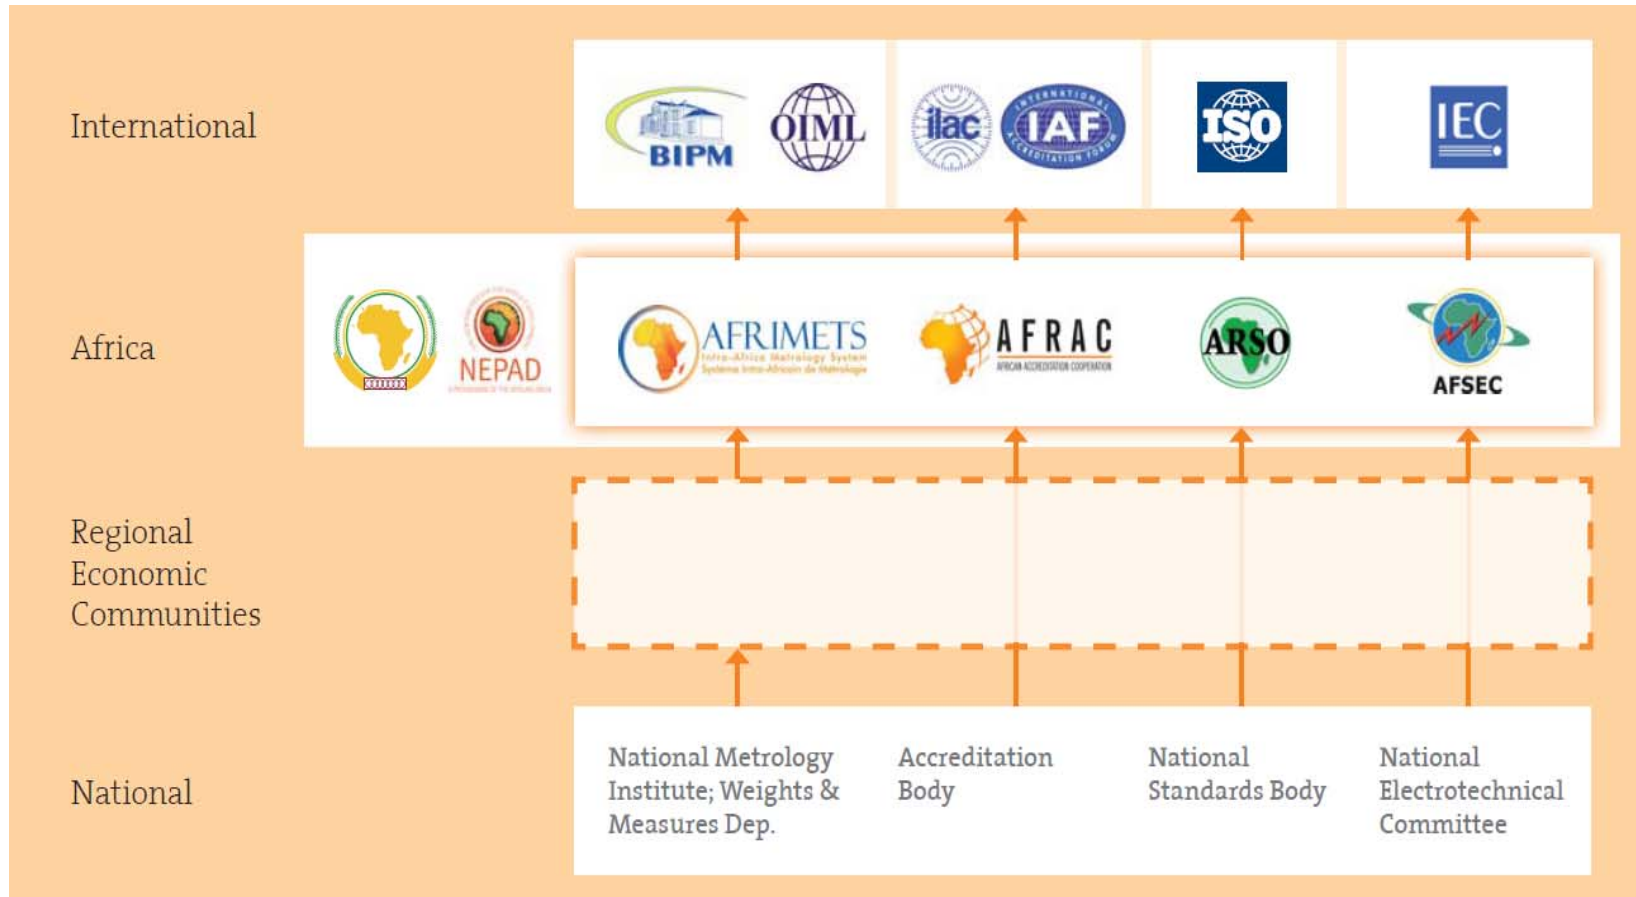 International
BIPM
OIML
ilac
INTERNATIONAL
IAF
ACCREDITATION FORUM
ISO
IEC
Africa
NEPAD
AFRIMETS
Intra-Africa Metrology System
Système Intra-Africain de Métrologie
AFRAC
AFRICAN ACCREDITATION COOPERATION
ARSO
AFSEC
Regional
Economic
Communities
National
National Metrology
Institute; Weights &
Measures Dep.
Accreditation
Body
National
Standards Body
National
Electrotechnical
Committee